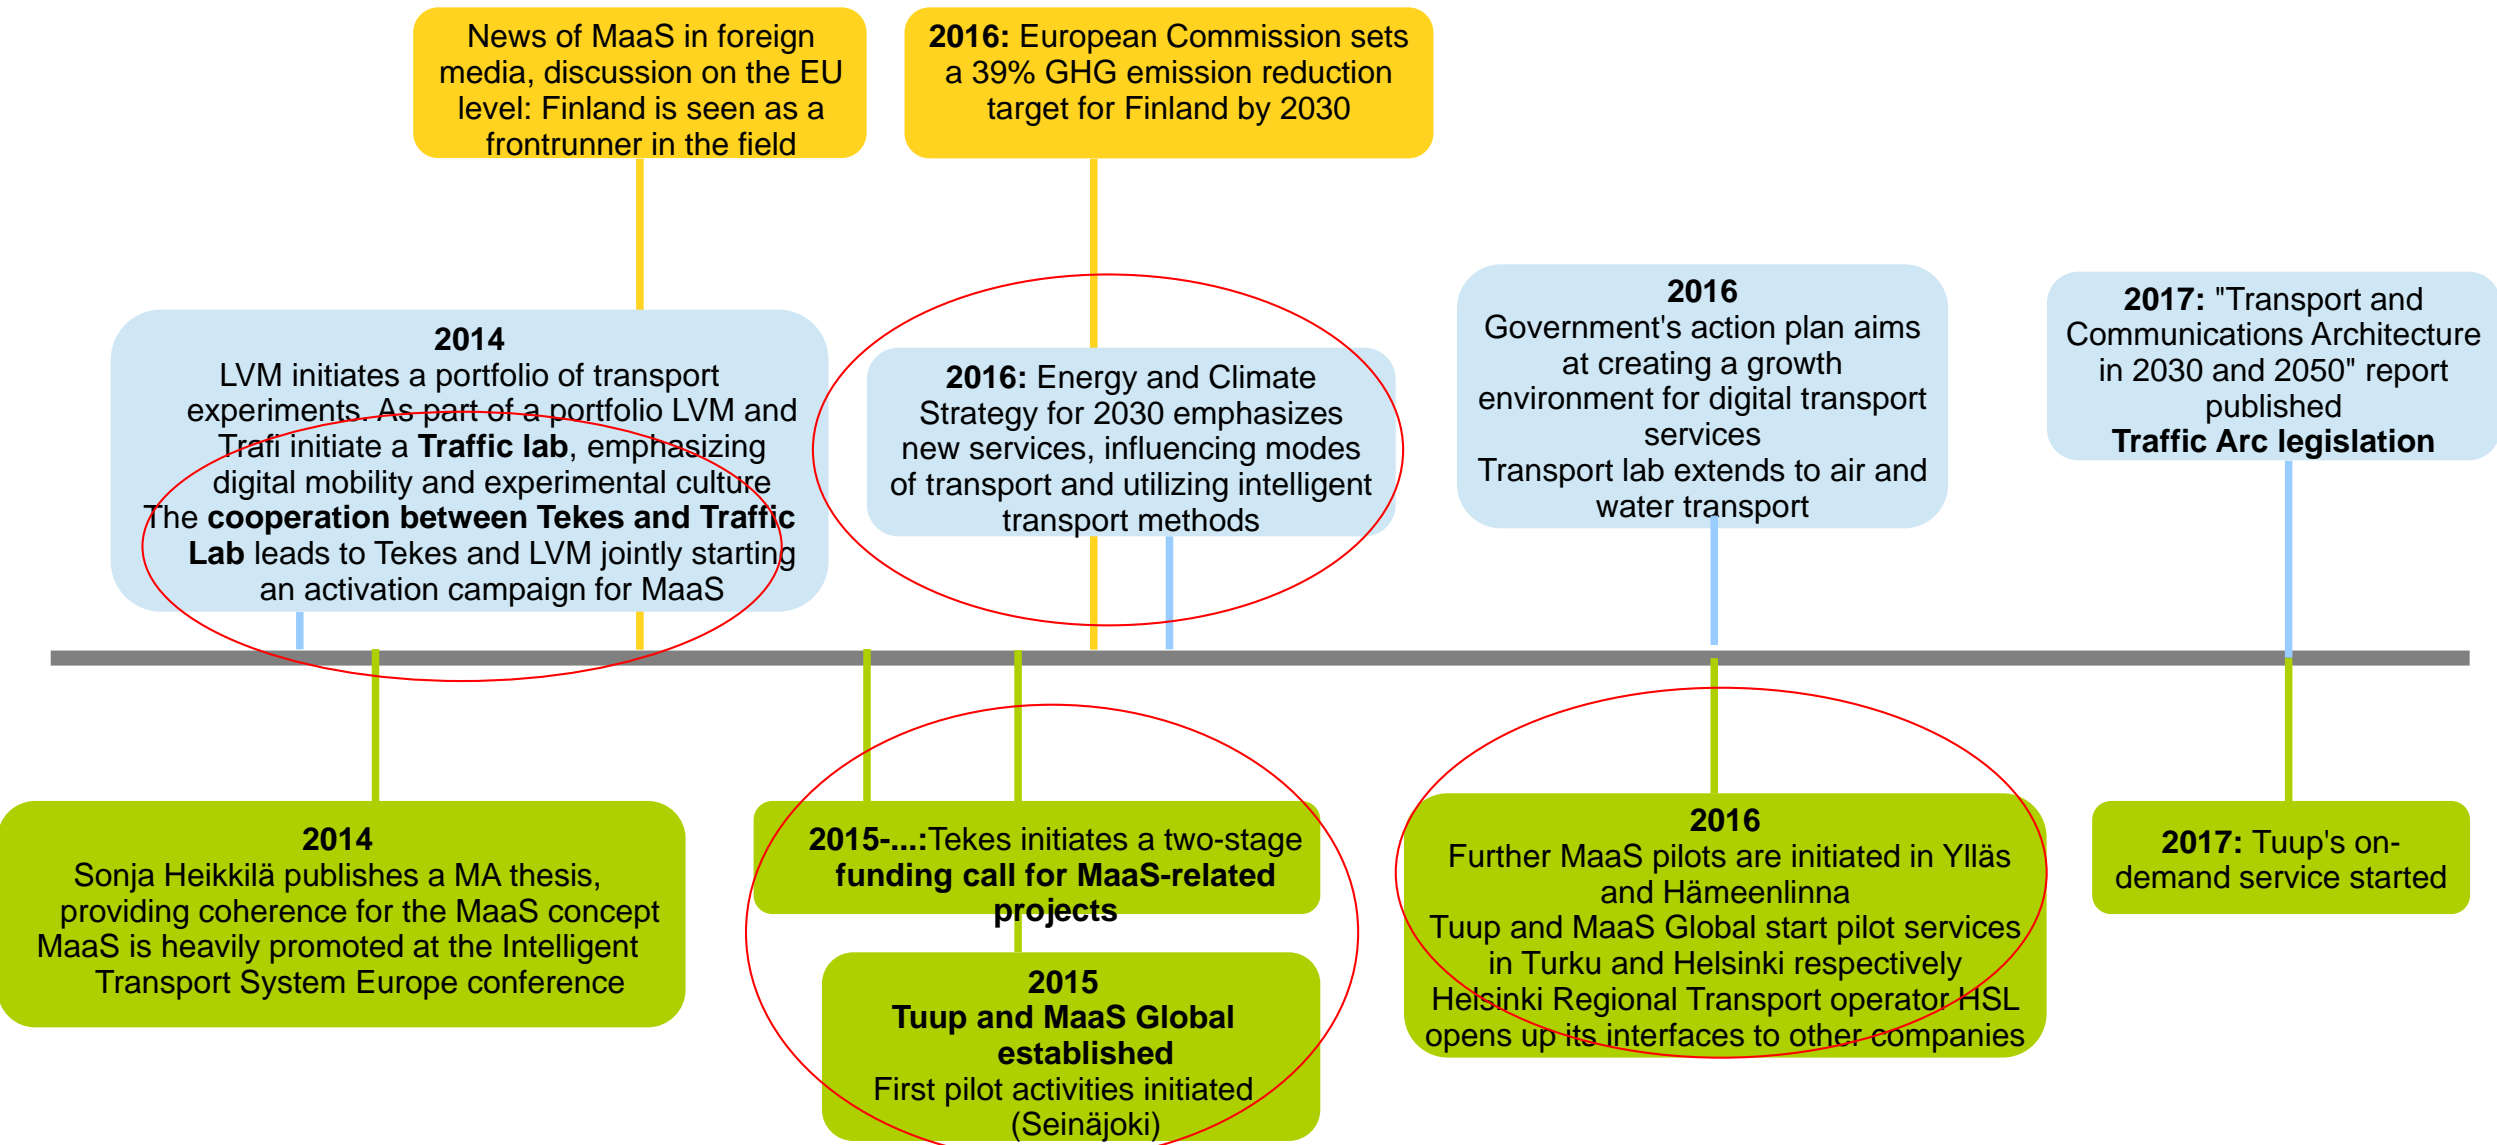 News of MaaS in foreign
media, discussion on the EU
level: Finland is seen as a
frontrunner in the field
2016: European Commission sets
a 39% GHG emission reduction
target for Finland by 2030
2014
LVM initiates a portfolio of transport
experiments. As part of a portfolio LVM and
Trafi initiate a Traffic lab, emphasizing
digital mobility and experimental culture
The cooperation between Tekes and Traffic
Lab leads to Tekes and LVM jointly starting
an activation campaign for MaaS
2016: Energy and Climate
Strategy for 2030 emphasizes
new services, influencing modes
of transport and utilizing intelligent
transport methods
2016
Government's action plan aims
at creating a growth
environment for digital transport
services
Transport lab extends to air and
water transport
2017: "Transport and
Communications Architecture
in 2030 and 2050" report
published
Traffic Arc legislation
2014
Sonja Heikkilä publishes a MA thesis,
providing coherence for the MaaS concept
MaaS is heavily promoted at the Intelligent
Transport System Europe conference
2015-...:Tekes initiates a two-stage
funding call for MaaS-related
projects
2015
Tuup and MaaS Global
established
First pilot activities initiated
(Seinäjoki)
2016
Further MaaS pilots are initiated in Ylläs
and Hämeenlinna
Tuup and MaaS Global start pilot services
in Turku and Helsinki respectively
Helsinki Regional Transport operator HSL
opens up its interfaces to other companies
2017: Tuup's on-
demand service started